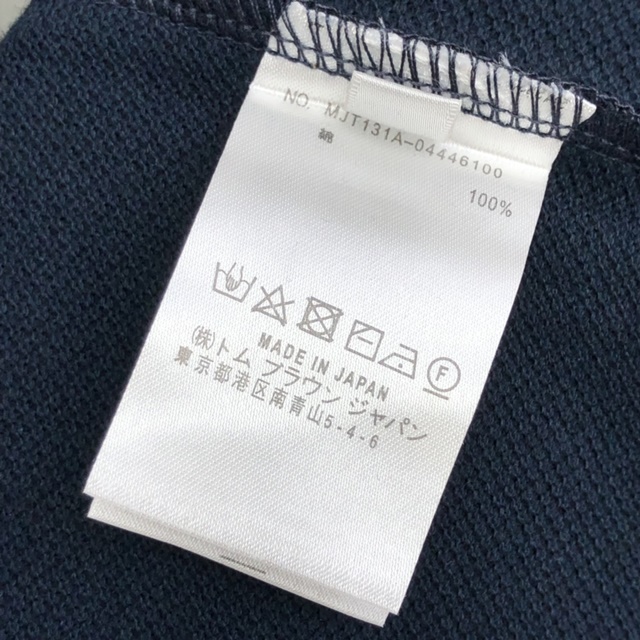 NO. MJT131A-04446100
綿
100%
F
MADE IN JAPAN
(株)トム ブラウン ジャパン
東京都港区南青山5-4-6